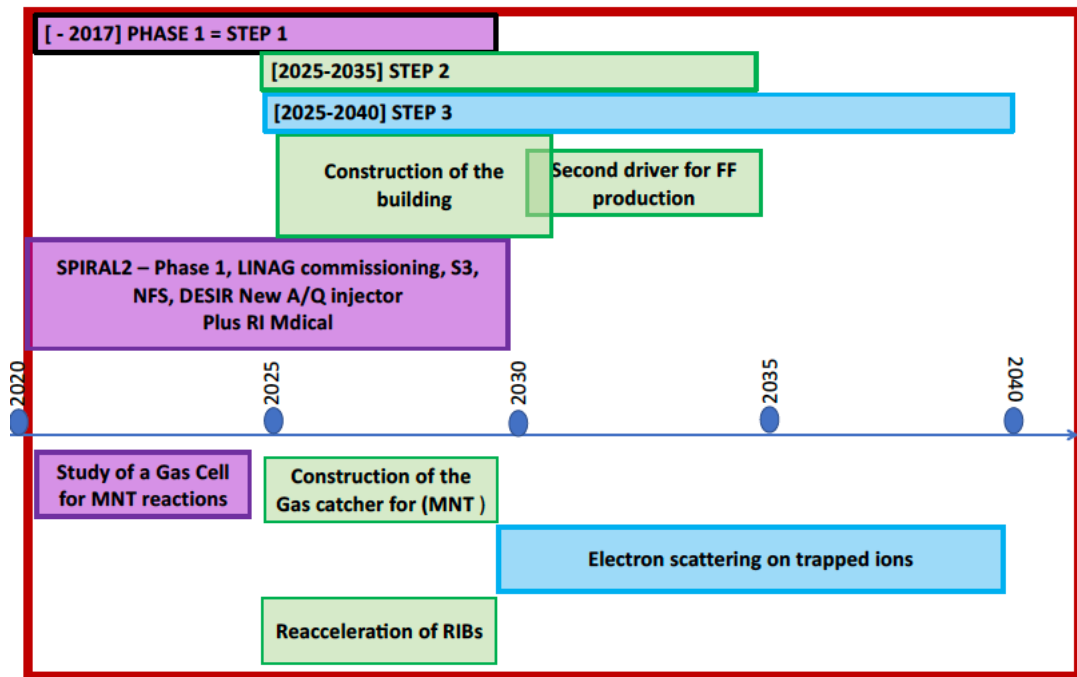 [ - 2017] PHASE 1 = STEP 1
[2025-2035] STEP 2
[2025-2040] STEP 3
Construction of the
building
Second driver for FF
production
SPIRAL2 – Phase 1, LINAG commissioning, S3,
NFS, DESIR New A/Q injector
Plus RI Mdical
2020
2025
2030
2035
2040
Study of a Gas Cell
for MNT reactions
Construction of the
Gas catcher for (MNT )
Electron scattering on trapped ions
Reacceleration of RIBs